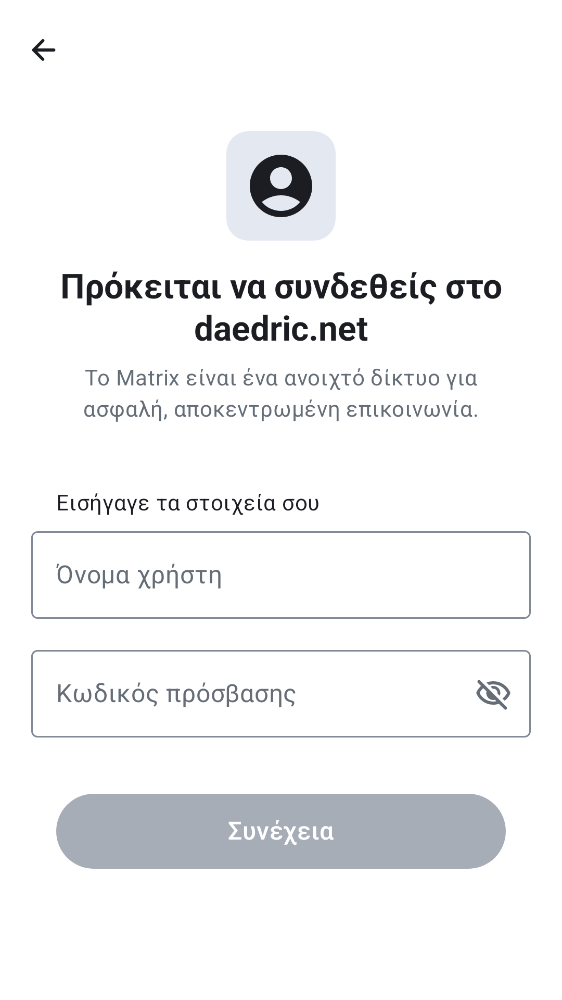 Πρόκειται να συνδεθείς στο
daedric.net
Το Matrix είναι ένα ανοιχτό δίκτυο για
ασφαλή, αποκεντρωμένη επικοινωνία.
Εισήγαγε τα στοιχεία σου
Όνομα χρήστη
Κωδικός πρόσβασης
Συνέχεια